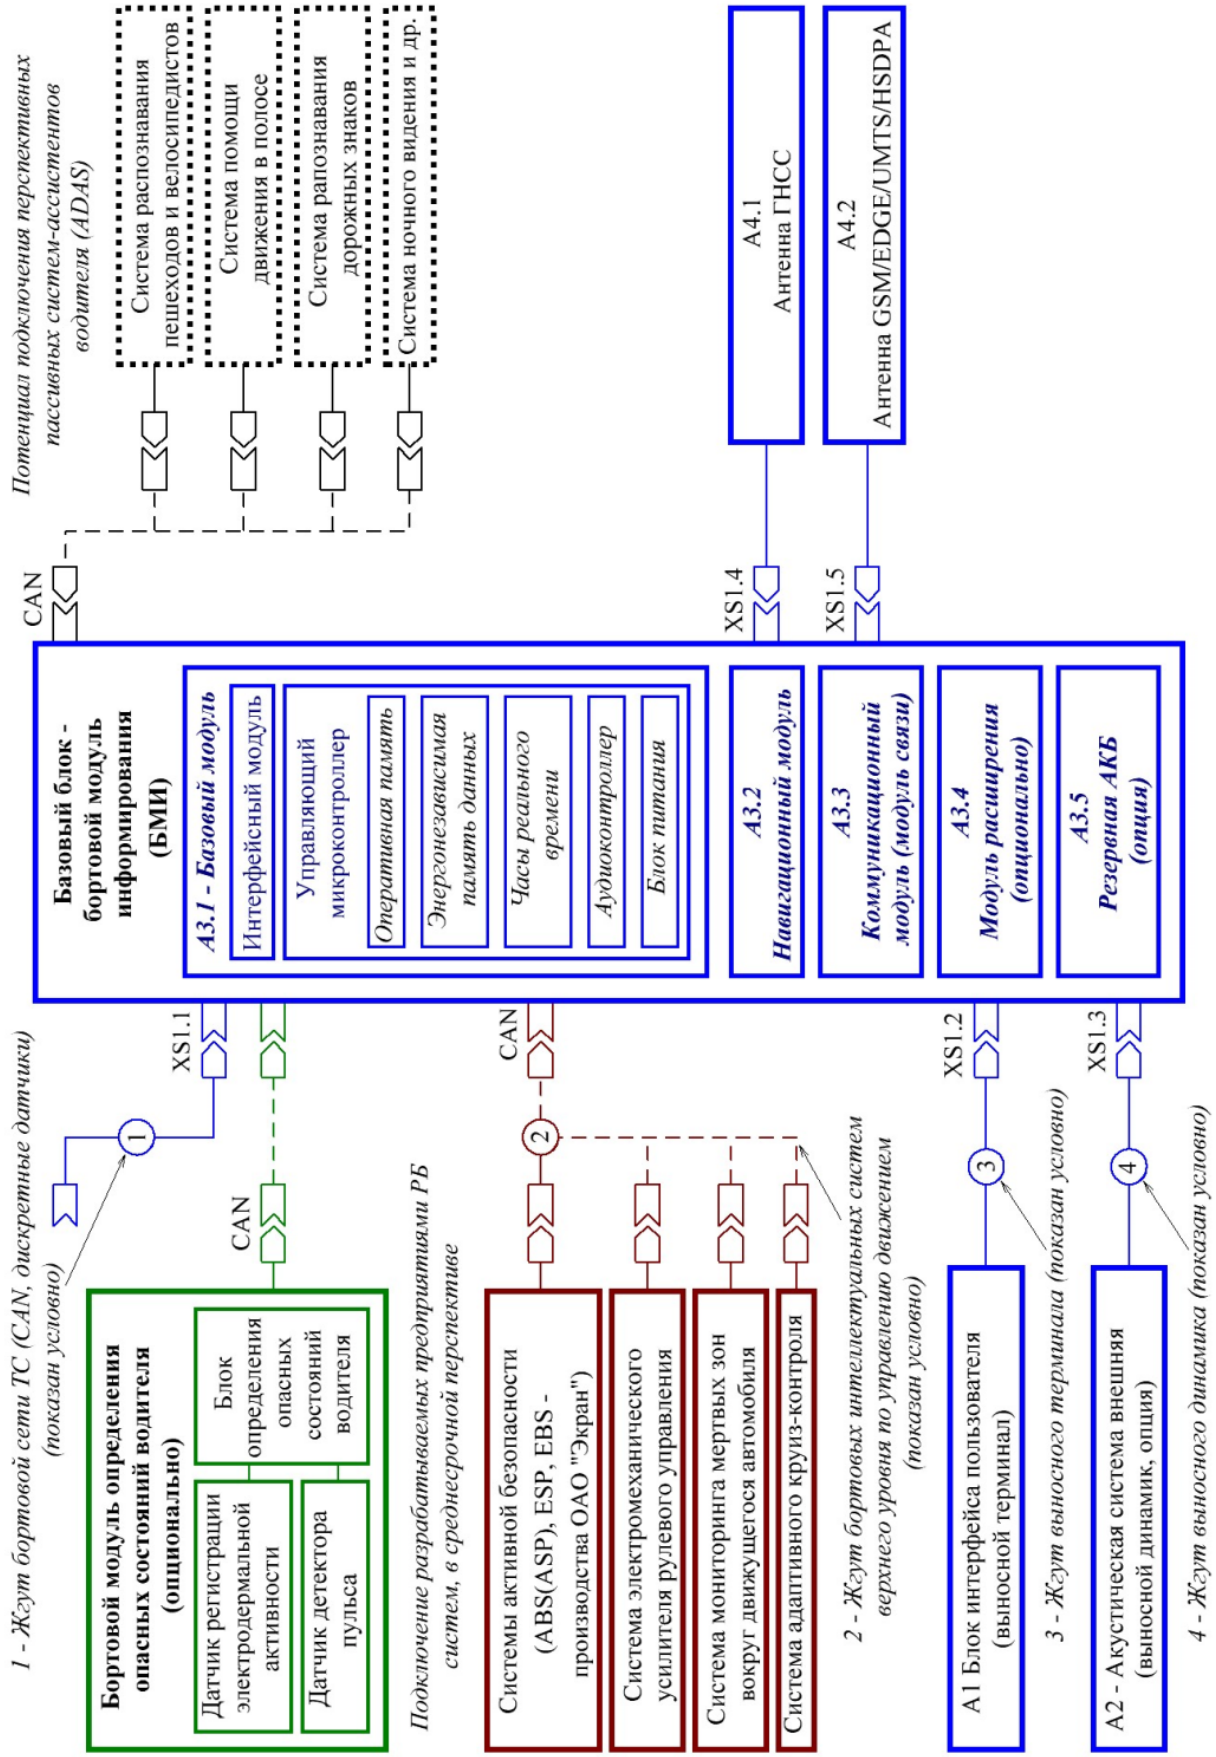 1 - Жгут бортовой сети ТС (CAN, дискретные датчики)
(показан условно)
Бортовой модуль определения
опасных состояний водителя
(опционально)
Датчик регистрации
электродермальной
активности
Датчик детектора
пульса
Блок
определения
опасных
состояний
водителя
CAN
1
XS1.1
Подключение разрабатываемых предприятиями РБ
систем, в среднесрочной перспективе
Системы активной безопасности
(ABS(ASP), ESP, EBS -
производства ОАО "Экран")
Система электромеханического
усилителя рулевого управления
Система мониторинга мертвых зон
вокруг движущегося автомобиля
Система адаптивного круиз-контроля
2
CAN
2 - Жгут бортовых интеллектуальных систем
верхнего уровня по управлению движением
(показан условно)
А1 Блок интерфейса пользователя
(выносной терминал)
3
XS1.2
3 - Жгут выносного терминала (показан условно)
А2 - Акустическая система внешняя
(выносной динамик, опция)
4
XS1.3
4 - Жгут выносного динамика (показан условно)
Базовый блок -
бортовой модуль
информирования
(БМИ)
А3.1 - Базовый модуль
Интерфейсный модуль
Управляющий
микроконтроллер
Оперативная память
Энергонезависимая
память данных
Часы реального
времени
Аудиоконтроллер
Блок питания
А3.2
Навигационный модуль
А3.3
Коммуникационный
модуль (модуль связи)
А3.4
Модуль расширения
(опционально)
А3.5
Резервная АКБ
(опция)
CAN
XS1.4
XS1.5
Потенциал подключения перспективных
пассивных систем-ассистентов
водителя (ADAS)
Система распознавания
пешеходов и велосипедистов
Система помощи
движения в полосе
Система рапознавания
дорожных знаков
Система ночного видения и др.
А4.1
Антенна ГНСС
А4.2
Антенна GSM/EDGE/UMTS/HSDPA